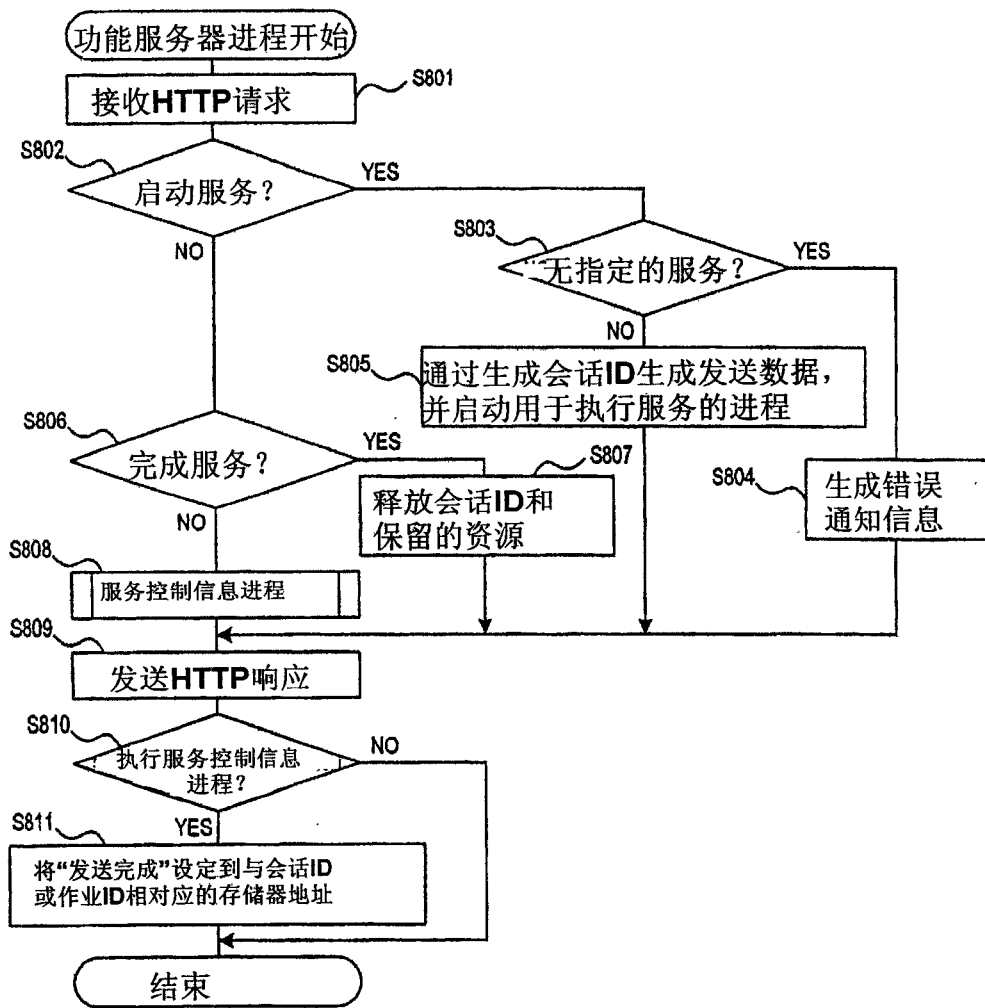 功能服务器进程开始
S801
接收HTTP请求
S802
启动服务?
YES
NO
S803
无指定的服务?
YES
NO
S805
通过生成会话ID生成发送数据,
并启动用于执行服务的进程
S806
完成服务?
YES
NO
S807
释放会话ID和
保留的资源
S804
生成错误
通知信息
S808
服务控制信息进程
S809
发送HTTP响应
S810
执行服务控制信息
进程?
NO
YES
S811
将“发送完成”设定到与会话ID
或作业ID相对应的存储器地址
结束